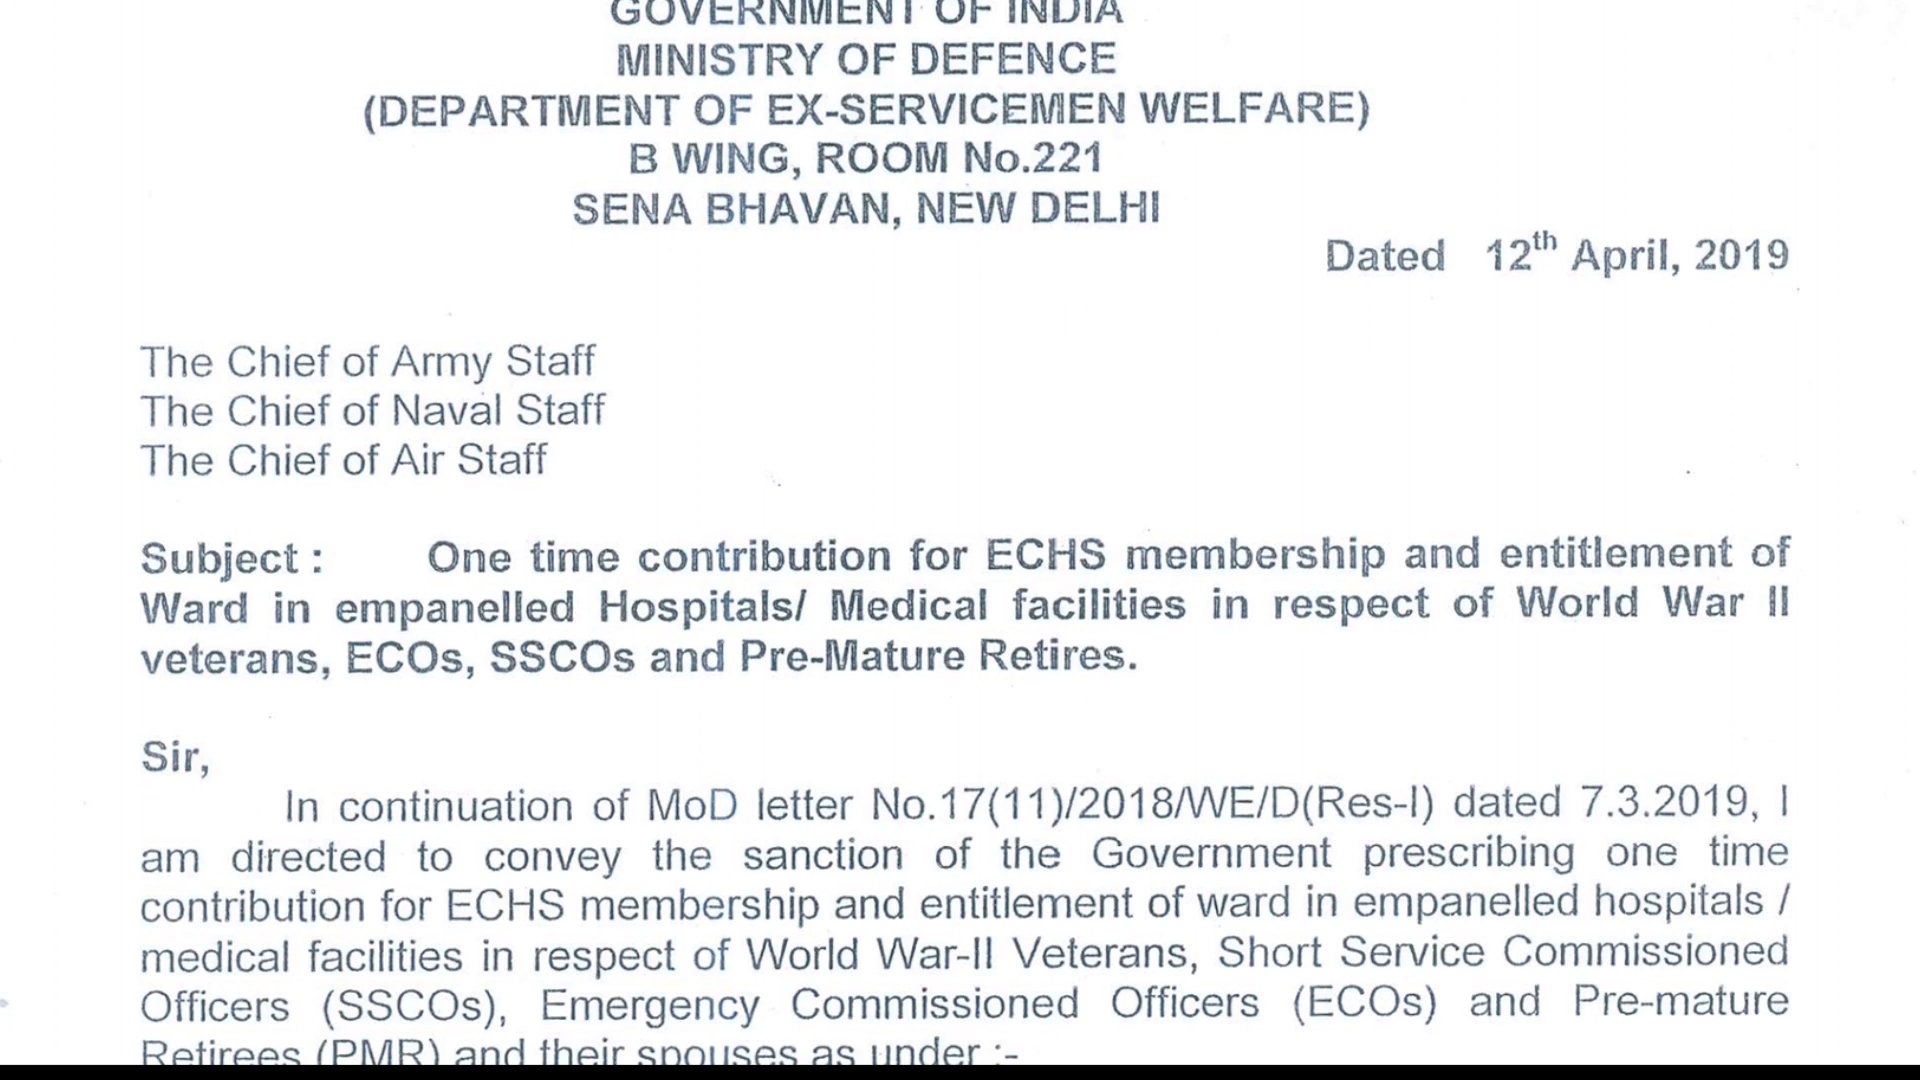 GOVERNMENT OF INDIA
MINISTRY OF DEFENCE
(DEPARTMENT OF EX-SERVICEMEN WELFARE)
B WING, ROOM No.221
SENA BHAVAN, NEW DELHI
Dated 12th April, 2019
The Chief of Army Staff
The Chief of Naval Staff
The Chief of Air Staff
Subject : One time contribution for ECHS membership and entitlement of
Ward in empanelled Hospitals/ Medical facilities in respect of World War II
veterans, ECOs, SSCOs and Pre-Mature Retires.
Sir,
In continuation of MoD letter No.17(11)/2018/WE/D(Res-I) dated 7.3.2019, I
am directed to convey the sanction of the Government prescribing one time
contribution for ECHS membership and entitlement of ward in empanelled hospitals /
medical facilities in respect of World War-II Veterans, Short Service Commissioned
Officers (SSCOs), Emergency Commissioned Officers (ECOs) and Pre-mature
Retirees (PMR) and their spouses as under :-